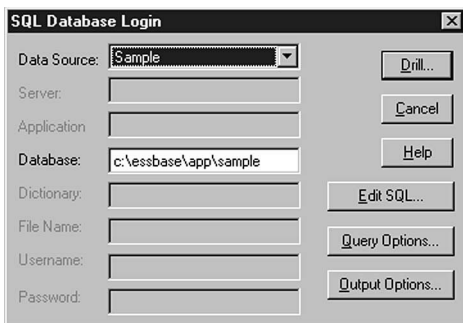 SQL Database Login
Data Source: Sample
Drill...
Server:
Cancel
Application
Database: c:\essbase\app\sample
Help
Dictionary:
Edit SQL...
File Name:
Query Options...
Username:
Output Options...
Password: